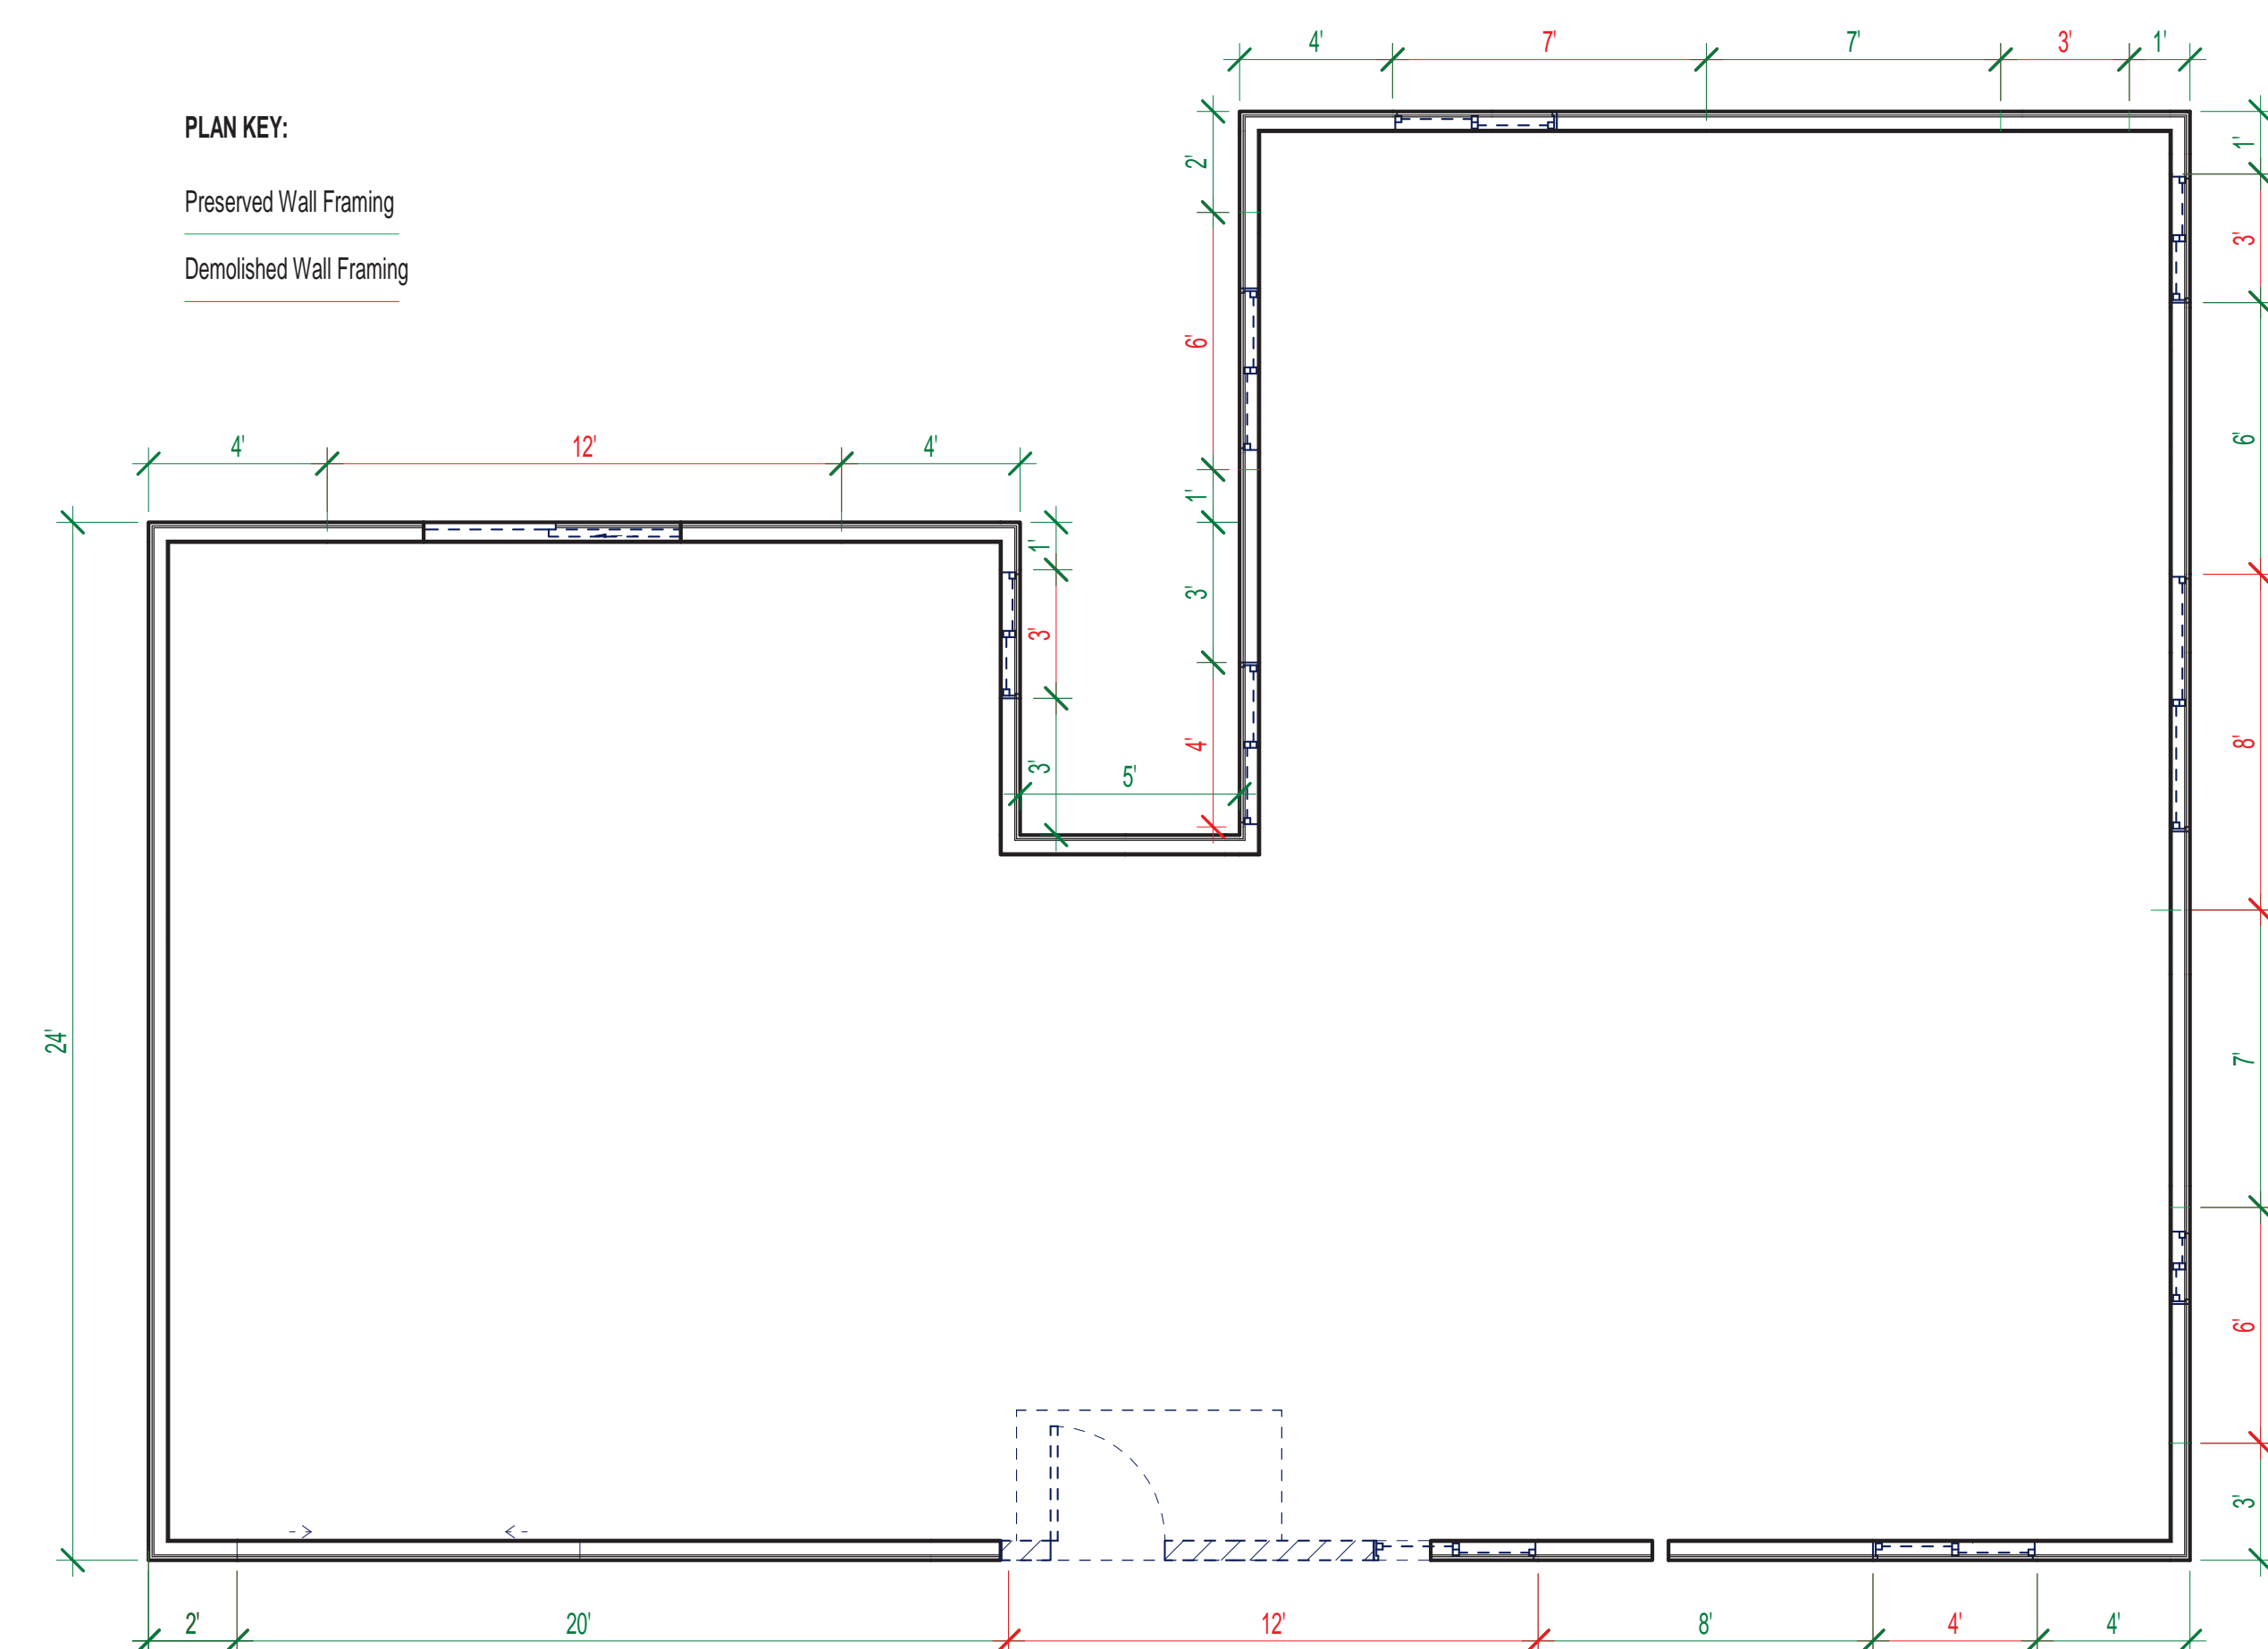 4' 7' 7' 3' 1'
PLAN KEY:
Preserved Wall Framing
Demolished Wall Framing
2'
6'
1'
3'
4'
1'
3'
6'
8'
7'
6'
3'
4' 12' 4'
1'
3'
3'
5'
24'
2' 20' 12' 8' 4' 4'